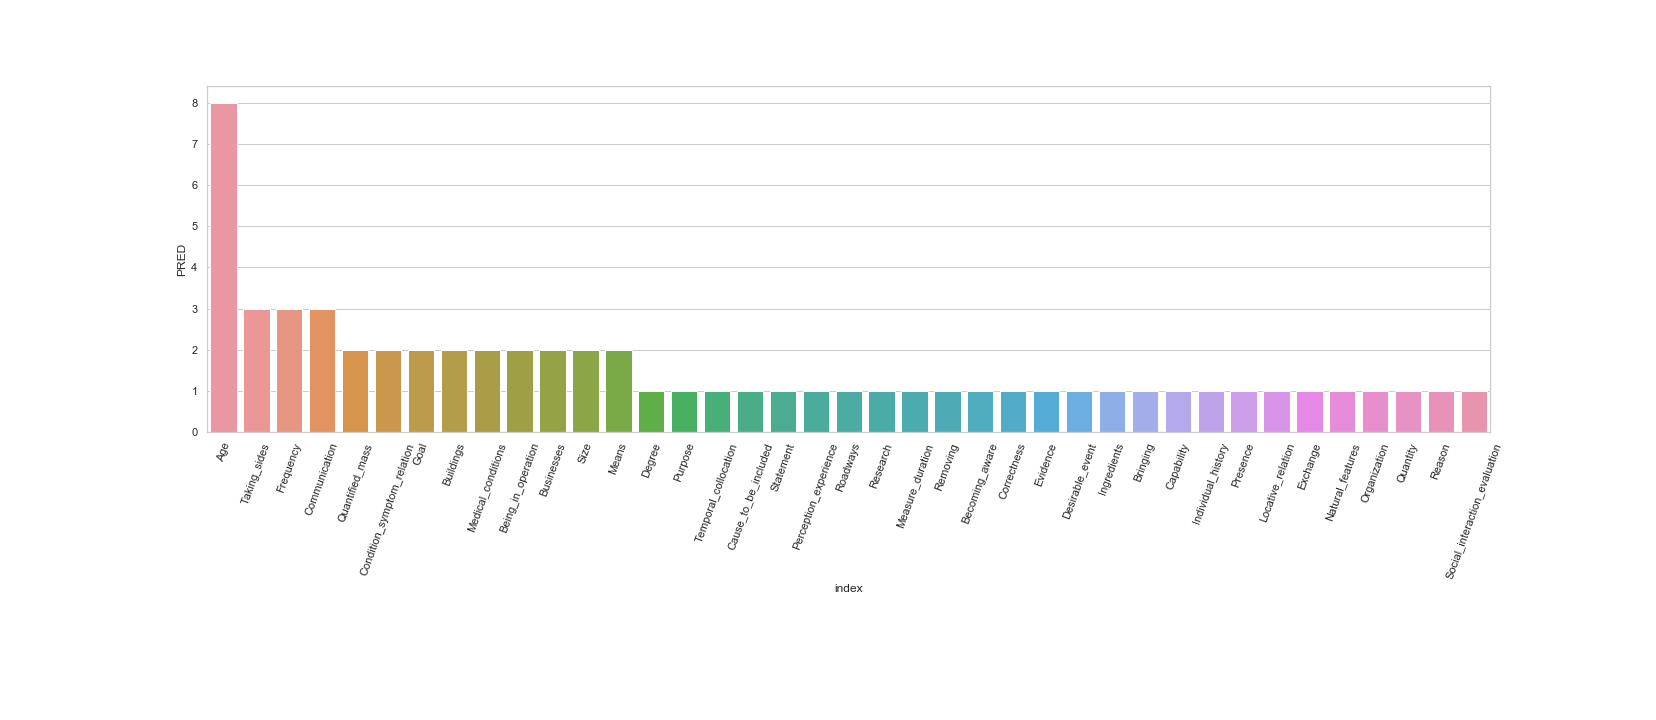 8
7
6
5
4
3
2
1
0
PRED
Age
Taking_sides
Frequency
Communication
Quantified_mass
Condition_symptom_relation
Goal
Buildings
Medical_conditions
Being_in_operation
Businesses
Size
Means
Degree
Purpose
Temporal_collocation
Cause_to_be_included
Statement
Perception_experience
Roadways
Research
Measure_duration
Removing
Becoming_aware
Correctness
Evidence
Desirable_event
Ingredients
Bringing
Capability
Individual_history
Presence
Locative_relation
Exchange
Natural_features
Organization
Quantity
Reason
Social_interaction_evaluation
index